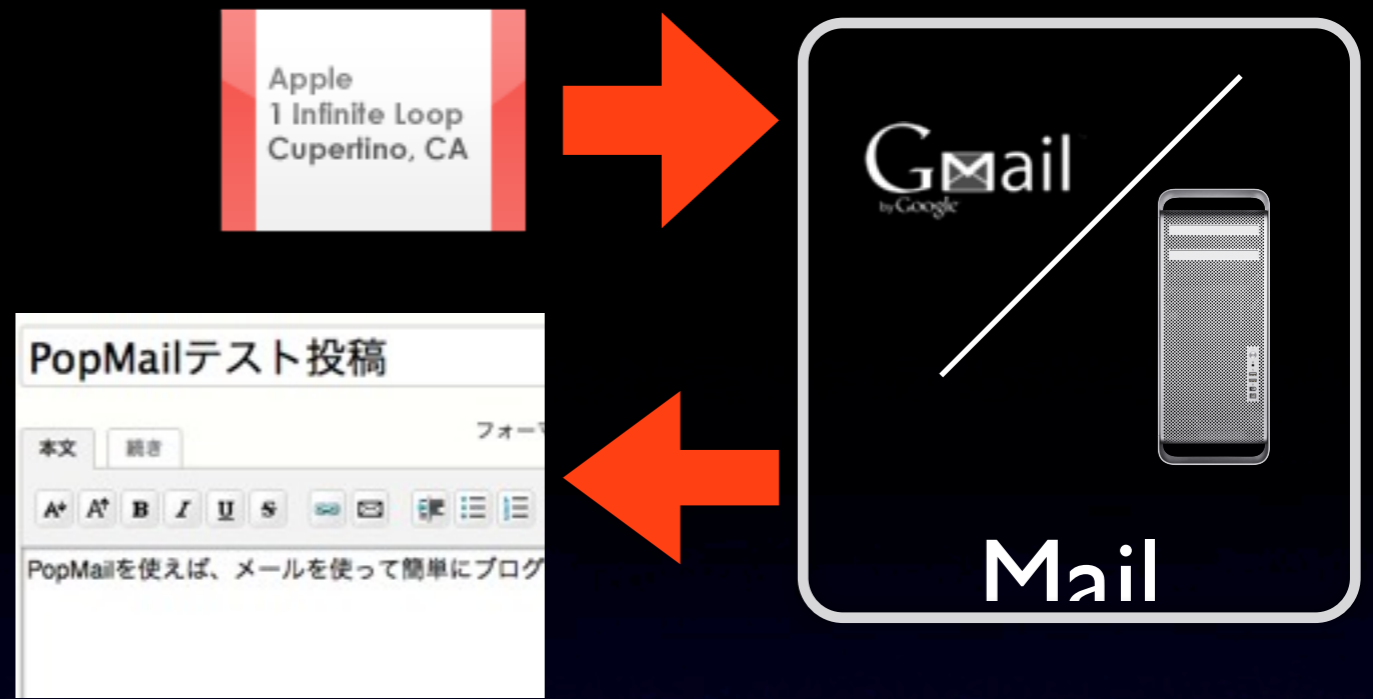 Apple
1 Infinite Loop
Cupertino, CA
Gmail
by Google
Mail
PopMailテスト投稿
フォーマ
本文
続き
B I U S
PopMailを使えば、メールを使って簡単にブログ